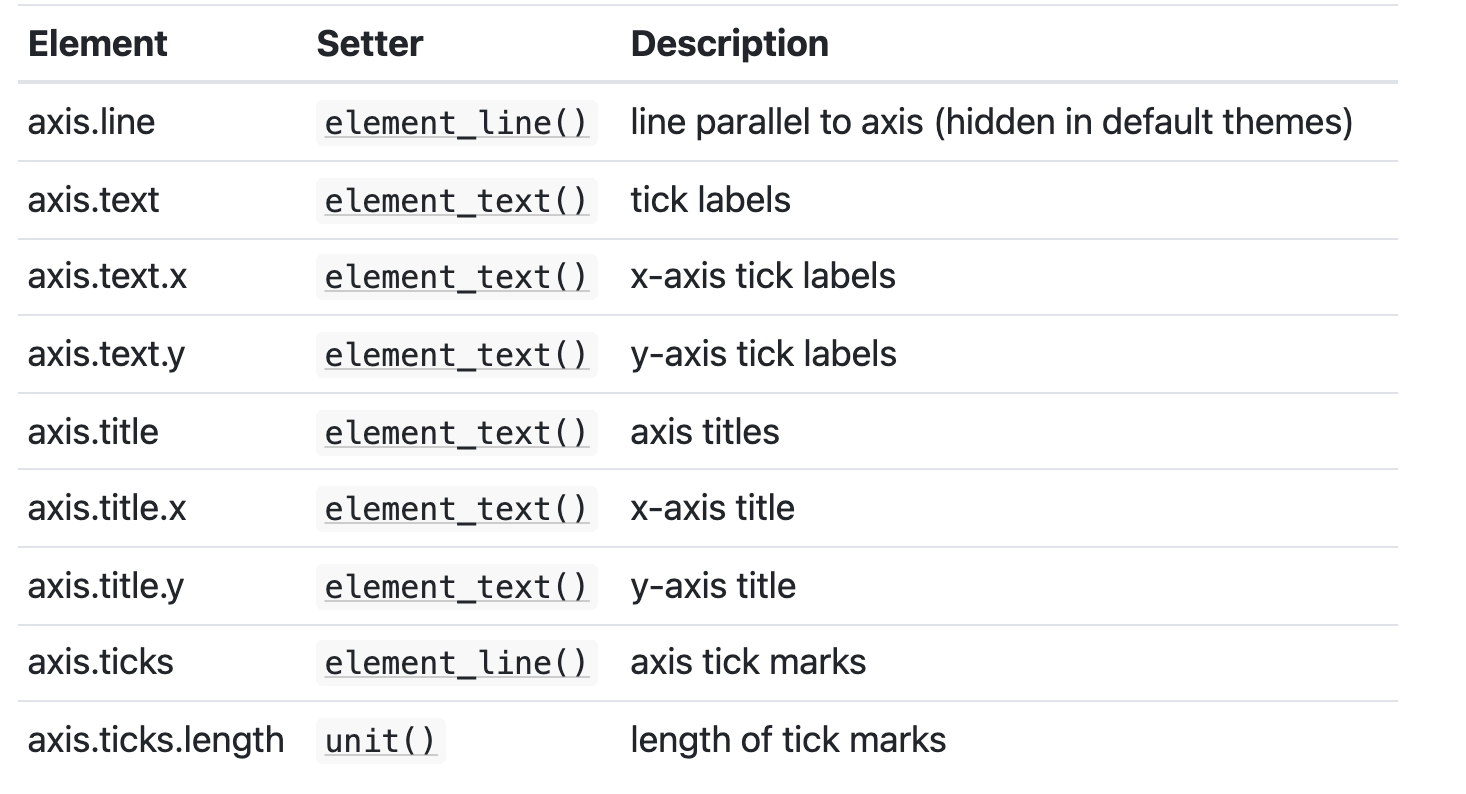 Element Setter Description
axis.line element_line() line parallel to axis (hidden in default themes)
axis.text element_text() tick labels
axis.text.x element_text() x-axis tick labels
axis.text.y element_text() y-axis tick labels
axis.title element_text() axis titles
axis.title.x element_text() x-axis title
axis.title.y element_text() y-axis title
axis.ticks element_line() axis tick marks
axis.ticks.length unit() length of tick marks